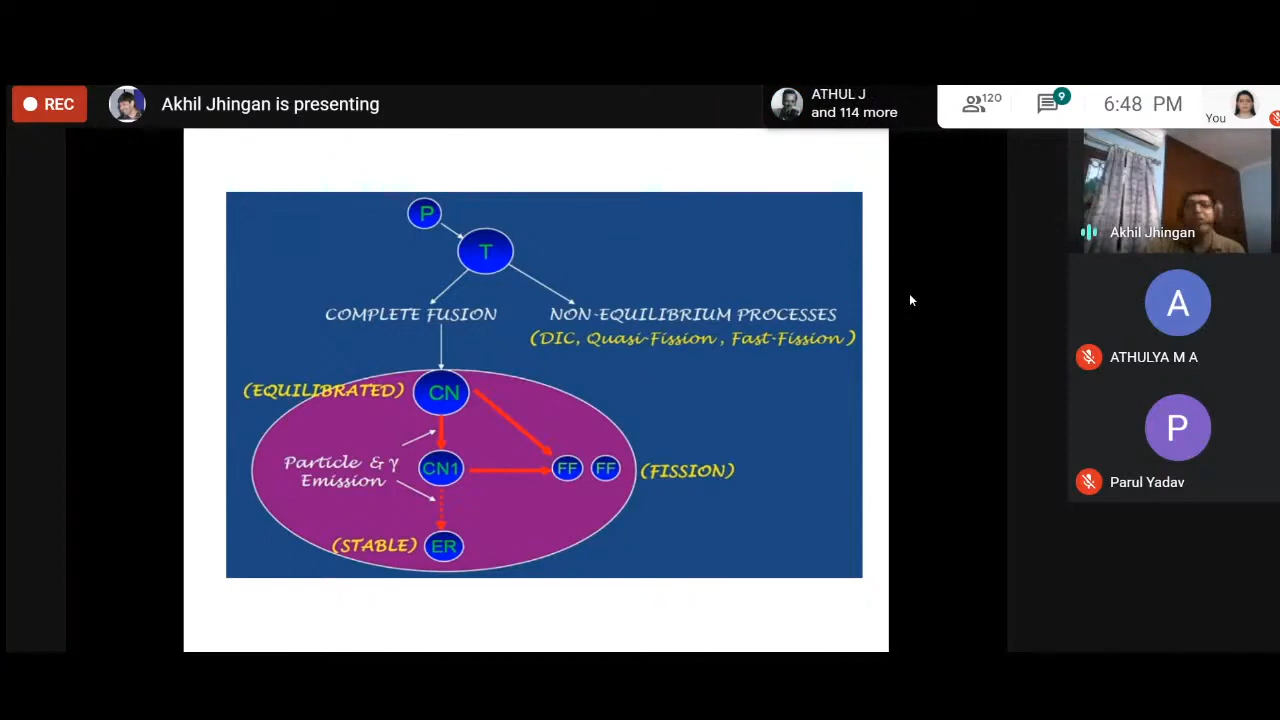 REC
Akhil Jhingan is presenting
ATHUL J
and 114 more
120
9
6:48 PM
You
P
T
COMPLETE FUSION
NON-EQUILIBRIUM PROCESSES
(DIC, Quasi-Fission, Fast-Fission)
(EQUILIBRATED)
CN
Particle & γ
Emission
CN1
FF
FF
(FISSION)
(STABLE)
ER
Akhil Jhingan
A
ATHULYA M A
P
Parul Yadav